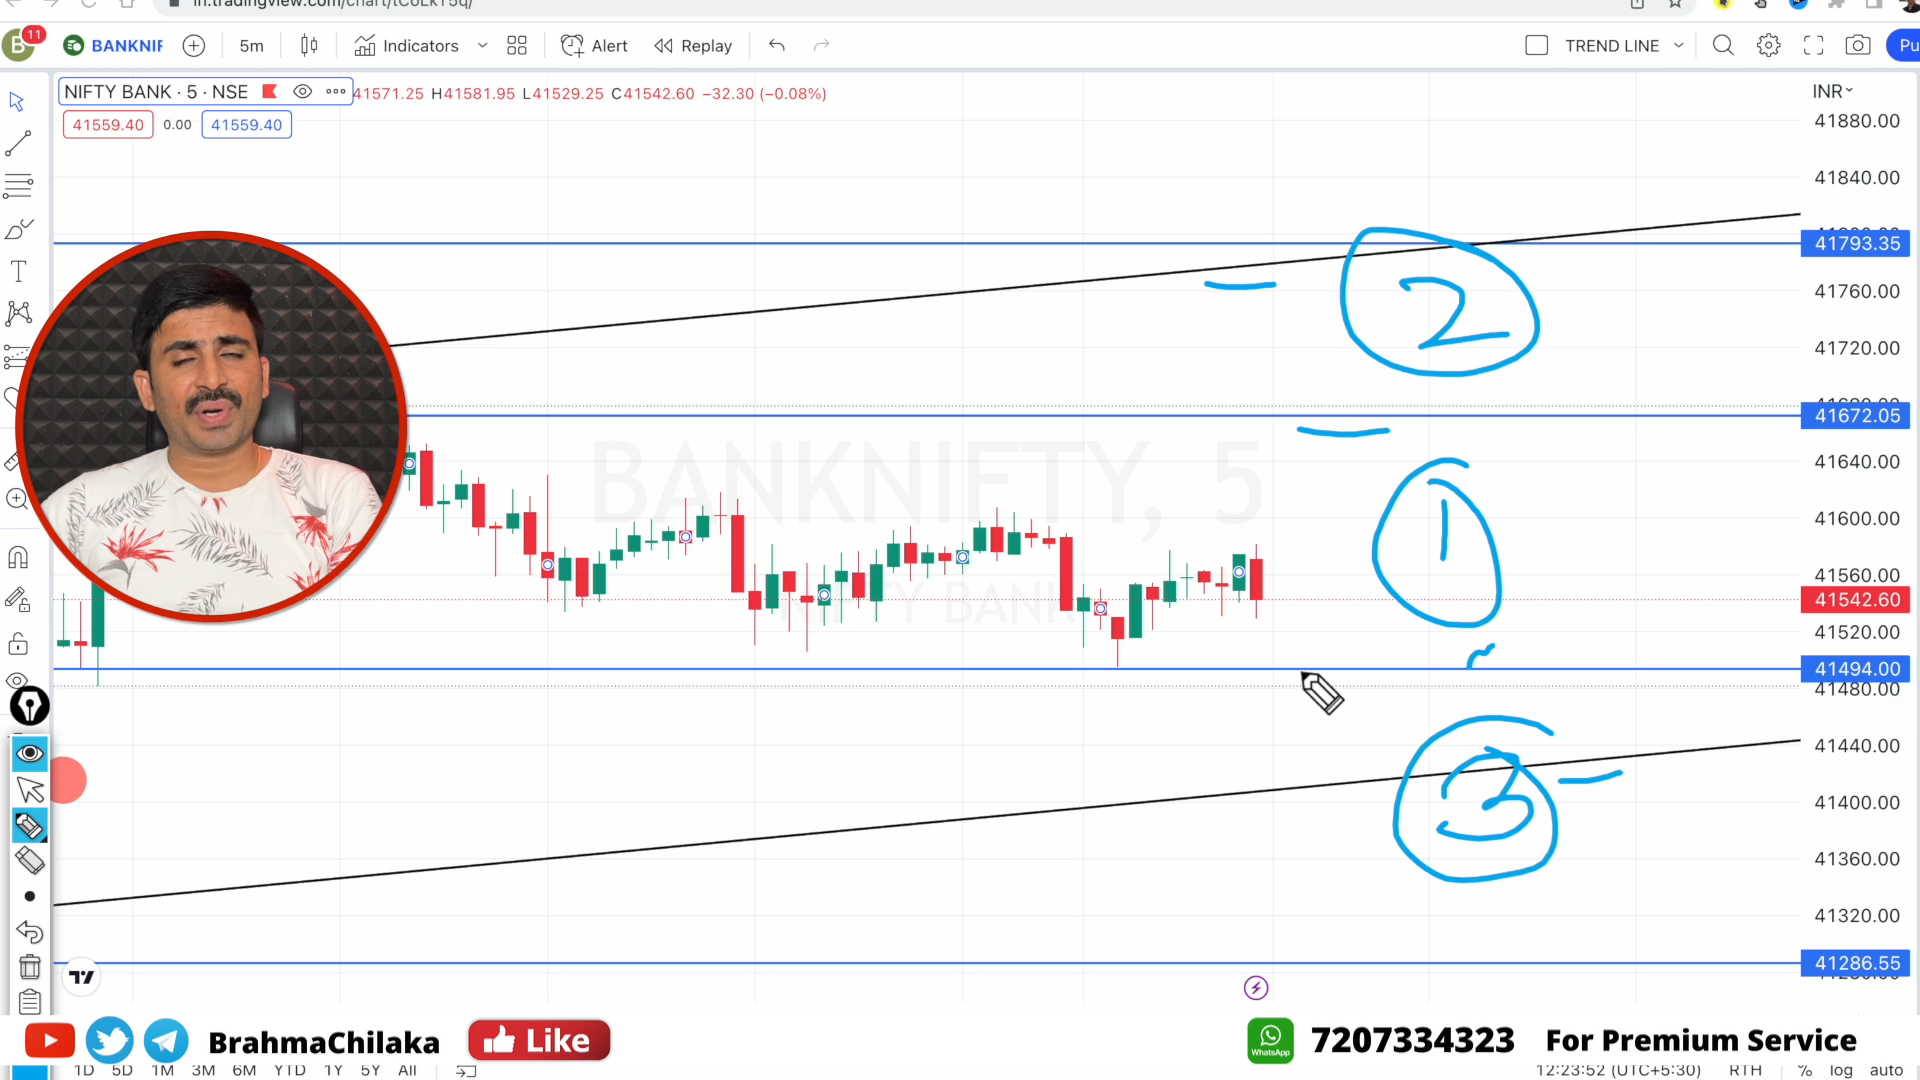 B 11 BANKNIF 5m Indicators Alert Replay TREND LINE Pu
NIFTY BANK · 5 · NSE 41571.25 H41581.95 L41529.25 C41542.60 −32.30 (−0.08%)
INR
41559.40 0.00 41559.40
41880.00
41840.00
41793.35
41760.00
2
41720.00
41672.05
41640.00
BANKNIFTY, 5
41600.00
1
41560.00
41542.60
NIFTY BANK
41520.00
41494.00
41480.00
41440.00
3
41400.00
41360.00
41320.00
41286.55
BrahmaChilaka Like WhatsApp 7207334323 For Premium Service
1D 5D 1M 3M 6M YTD 1Y 5Y All 12:23:52 (UTC+5:30) RTH % log auto